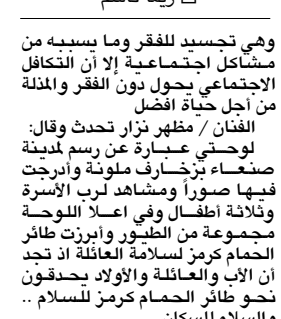 وهي تجسيد للفقر وما يسببه من
مشاكل اجتماعية إلا أن التكافل
الاجتماعي يحول دون الفقر والمذلة
من أجل حياة افضل
الفنان / مظهر نزار تحدث وقال:
لوحتي عبارة عن رسم لمدينة
صنعاء بزخارف ملونة وأدرجت
فيها صوراً ومشاهد لرب الأسرة
وثلاثة أطفال وفي اعلا اللوحة
مجموعة من الطيور وأبرزت طائر
الحمام كرمز لسلامة العائلة اذ تجد
أن الأب والعائلة والأولاد يحدقون
نحو طائر الحمام كرمز للسلام ..